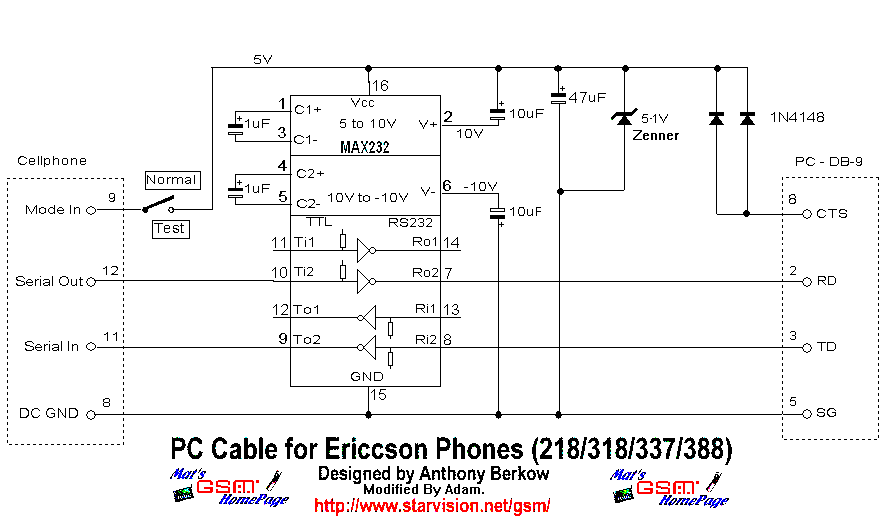 5V
16
Vcc
1 C1+
1uF
5 to 10V
V+ 2
10V
10uF
47uF
5·1V
Zenner
1N4148
3 C1-
MAX232
Cellphone
PC - DB-9
4 C2+
Normal
1uF
V- 6 -10V
9
5 C2-
10V to -10V
10uF
8
Mode In
CTS
Test
TTL RS232
11 Ti1 Ro1 14
12
10 Ti2 Ro2 7
2
Serial Out
RD
12 To1 Ri1 13
11
9 To2 Ri2 8
3
Serial In
TD
GND
8
15
5
DC GND
SG
PC Cable for Ericcson Phones (218/318/337/388)
Designed by Anthony Berkow
Modified By Adam.
http://www.starvision.net/gsm/
Mat's
GSM
HomePage
Mat's
GSM
HomePage